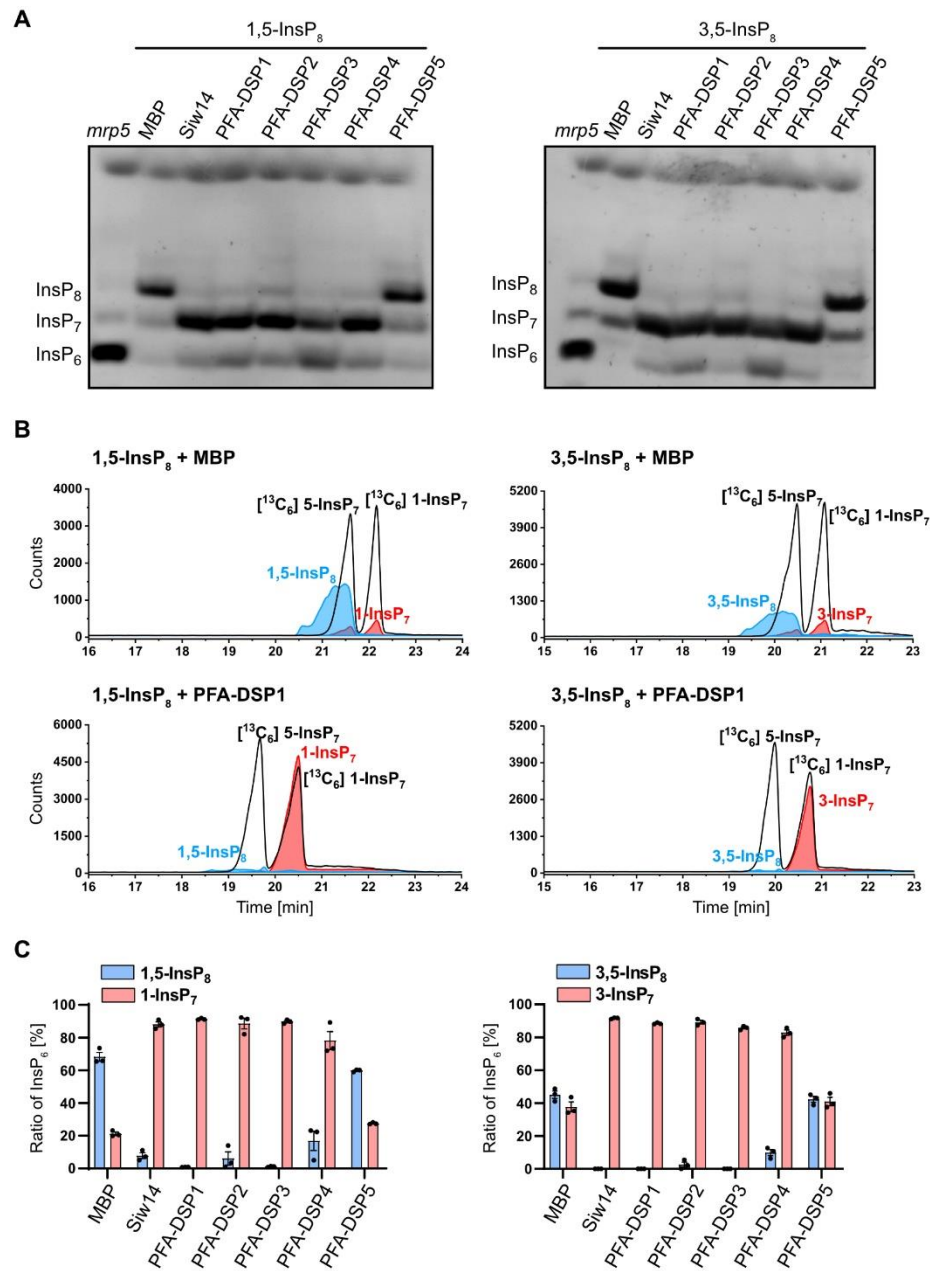 A
1,5-InsP8
mrp5 MBP Siw14 PFA-DSP1 PFA-DSP2 PFA-DSP3 PFA-DSP4 PFA-DSP5
InsP8
InsP7
InsP6
3,5-InsP8
mrp5 MBP Siw14 PFA-DSP1 PFA-DSP2 PFA-DSP3 PFA-DSP4 PFA-DSP5
InsP8
InsP7
InsP6
B
1,5-InsP8 + MBP
Counts
4000
3000
2000
1000
0
[13C6] 5-InsP7 [13C6] 1-InsP7
1,5-InsP8
1-InsP7
16 17 18 19 20 21 22 23 24
3,5-InsP8 + MBP
5200
3900
2600
1300
0
[13C6] 5-InsP7
[13C6] 1-InsP7
3,5-InsP8
3-InsP7
15 16 17 18 19 20 21 22 23
1,5-InsP8 + PFA-DSP1
Counts
6000
4500
3000
1500
0
[13C6] 5-InsP7
1-InsP7
[13C6] 1-InsP7
1,5-InsP8
16 17 18 19 20 21 22 23 24
Time [min]
3,5-InsP8 + PFA-DSP1
5200
3900
2600
1300
0
[13C6] 5-InsP7
[13C6] 1-InsP7
3-InsP7
3,5-InsP8
15 16 17 18 19 20 21 22 23
Time [min]
C
1,5-InsP8
1-InsP7
Ratio of InsP6 [%]
100
80
60
40
20
0
MBP Siw14 PFA-DSP1 PFA-DSP2 PFA-DSP3 PFA-DSP4 PFA-DSP5
3,5-InsP8
3-InsP7
Ratio of InsP6 [%]
100
80
60
40
20
0
MBP Siw14 PFA-DSP1 PFA-DSP2 PFA-DSP3 PFA-DSP4 PFA-DSP5